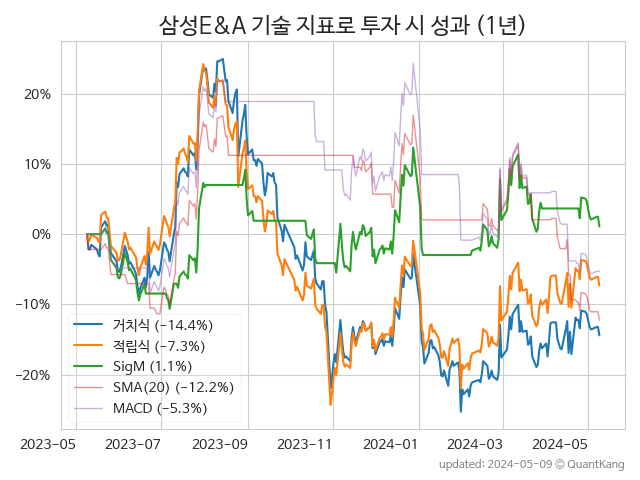 삼성E&A 기술 지표로 투자 시 성과 (1년)
20%
10%
0%
−10%
−20%
거치식 (−14.4%)
적립식 (−7.3%)
SigM (1.1%)
SMA(20) (−12.2%)
MACD (−5.3%)
2023-05 2023-07 2023-09 2023-11 2024-01 2024-03 2024-05
updated: 2024-05-09 © QuantKang